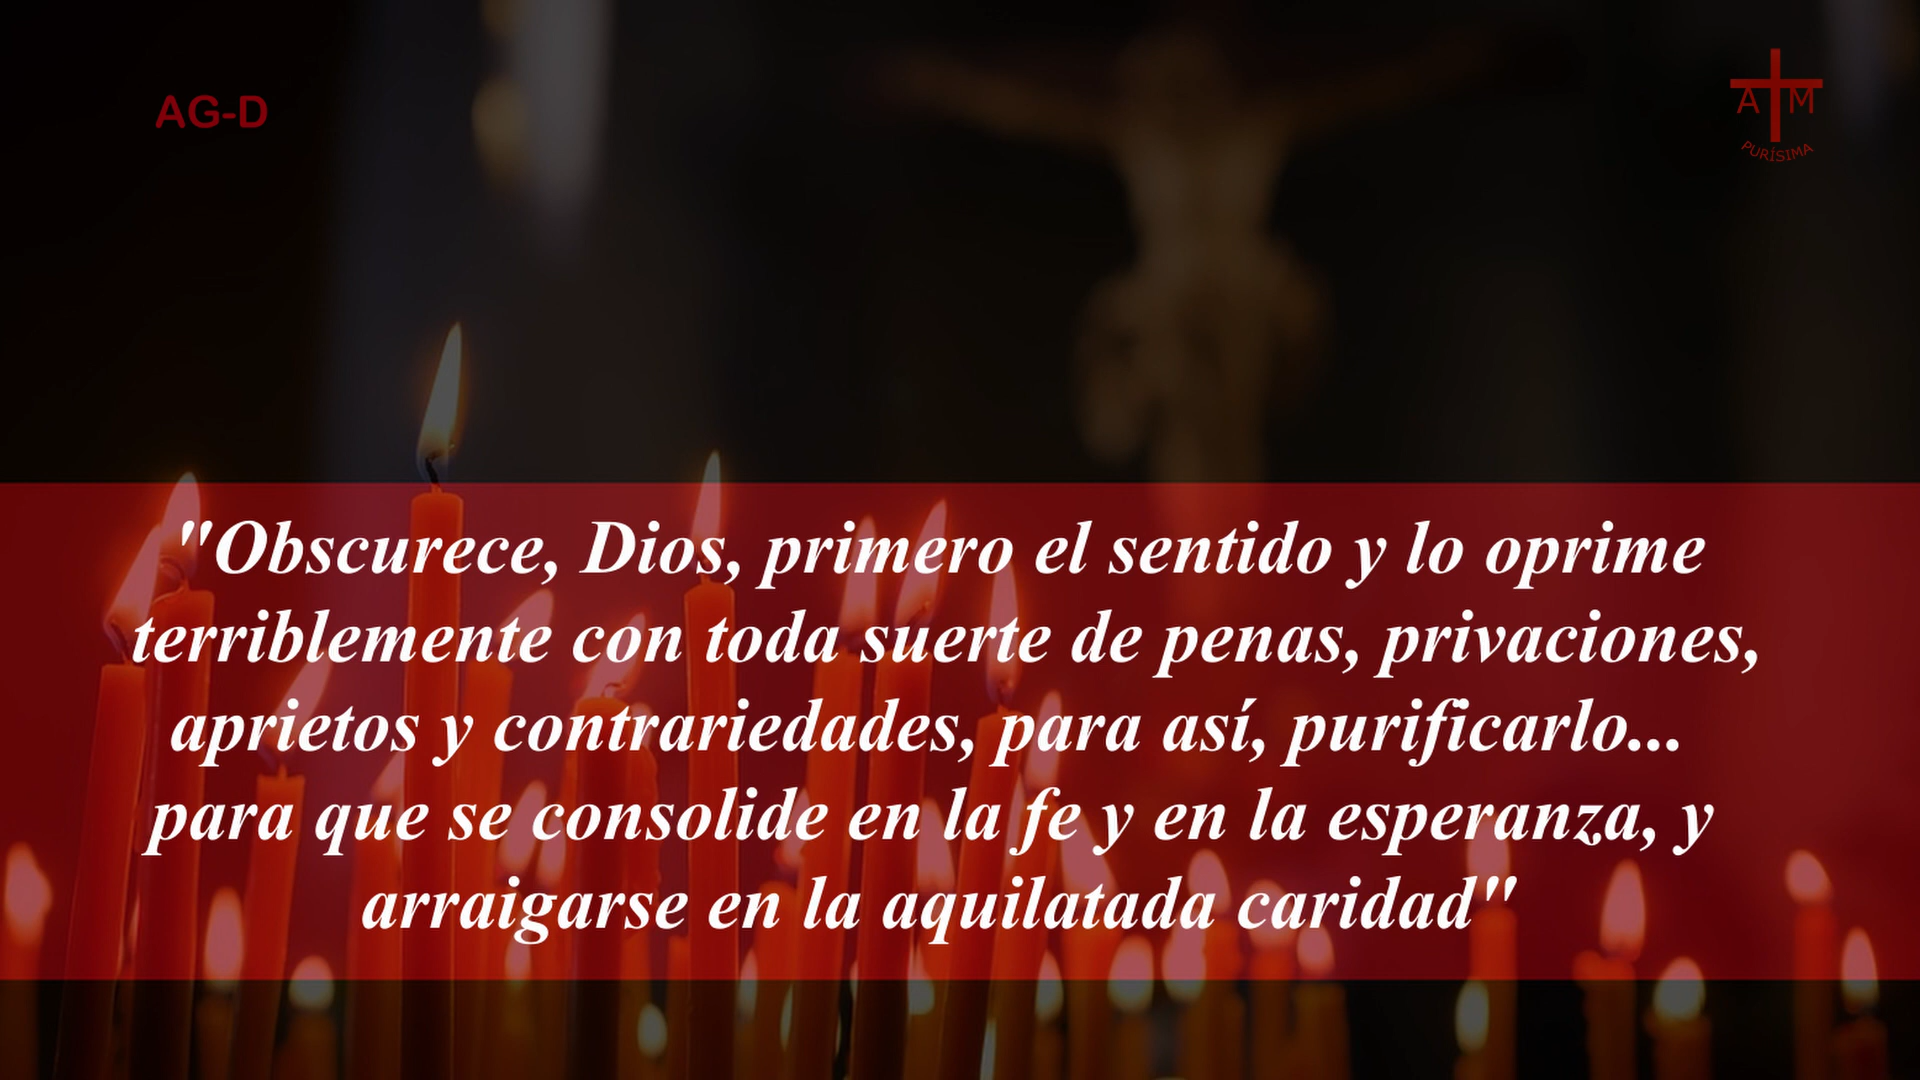 AG-D
A M
PURÍSIMA
"Obscurece, Dios, primero el sentido y lo oprime
terriblemente con toda suerte de penas, privaciones,
aprietos y contrariedades, para así, purificarlo...
para que se consolide en la fe y en la esperanza, y
arraigarse en la aquilatada caridad"